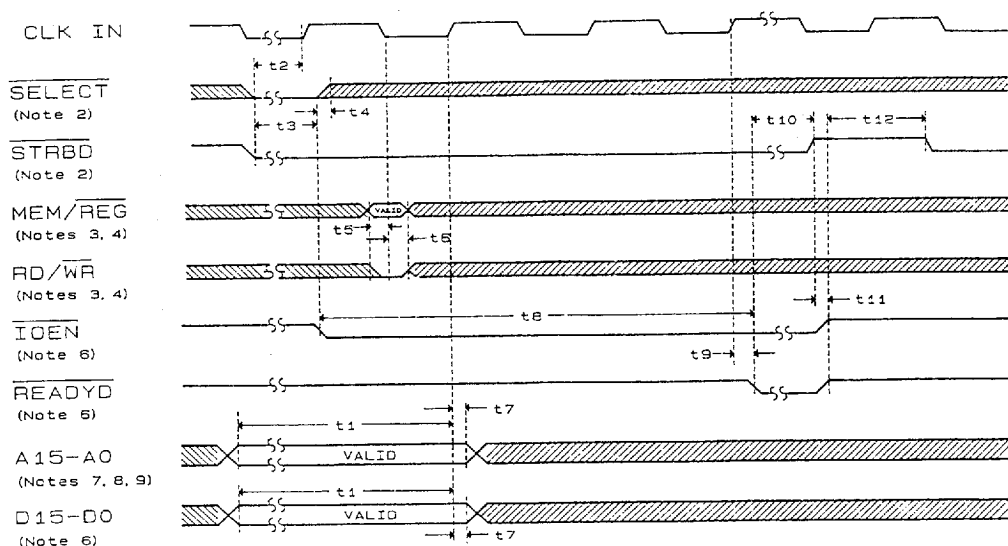 CLK IN
t2
SELECT
(Note 2)
t4
t3
t10
t12
STRBD
(Note 2)
MEM/REG
(Notes 3, 4)
VALID
t5
t6
RD/WR
(Notes 3, 4)
t11
t8
IOEN
(Note 6)
t9
READYD
(Note 6)
t1
t7
A15-A0
(Notes 7, 8, 9)
VALID
t1
D15-D0
(Note 6)
VALID
t7